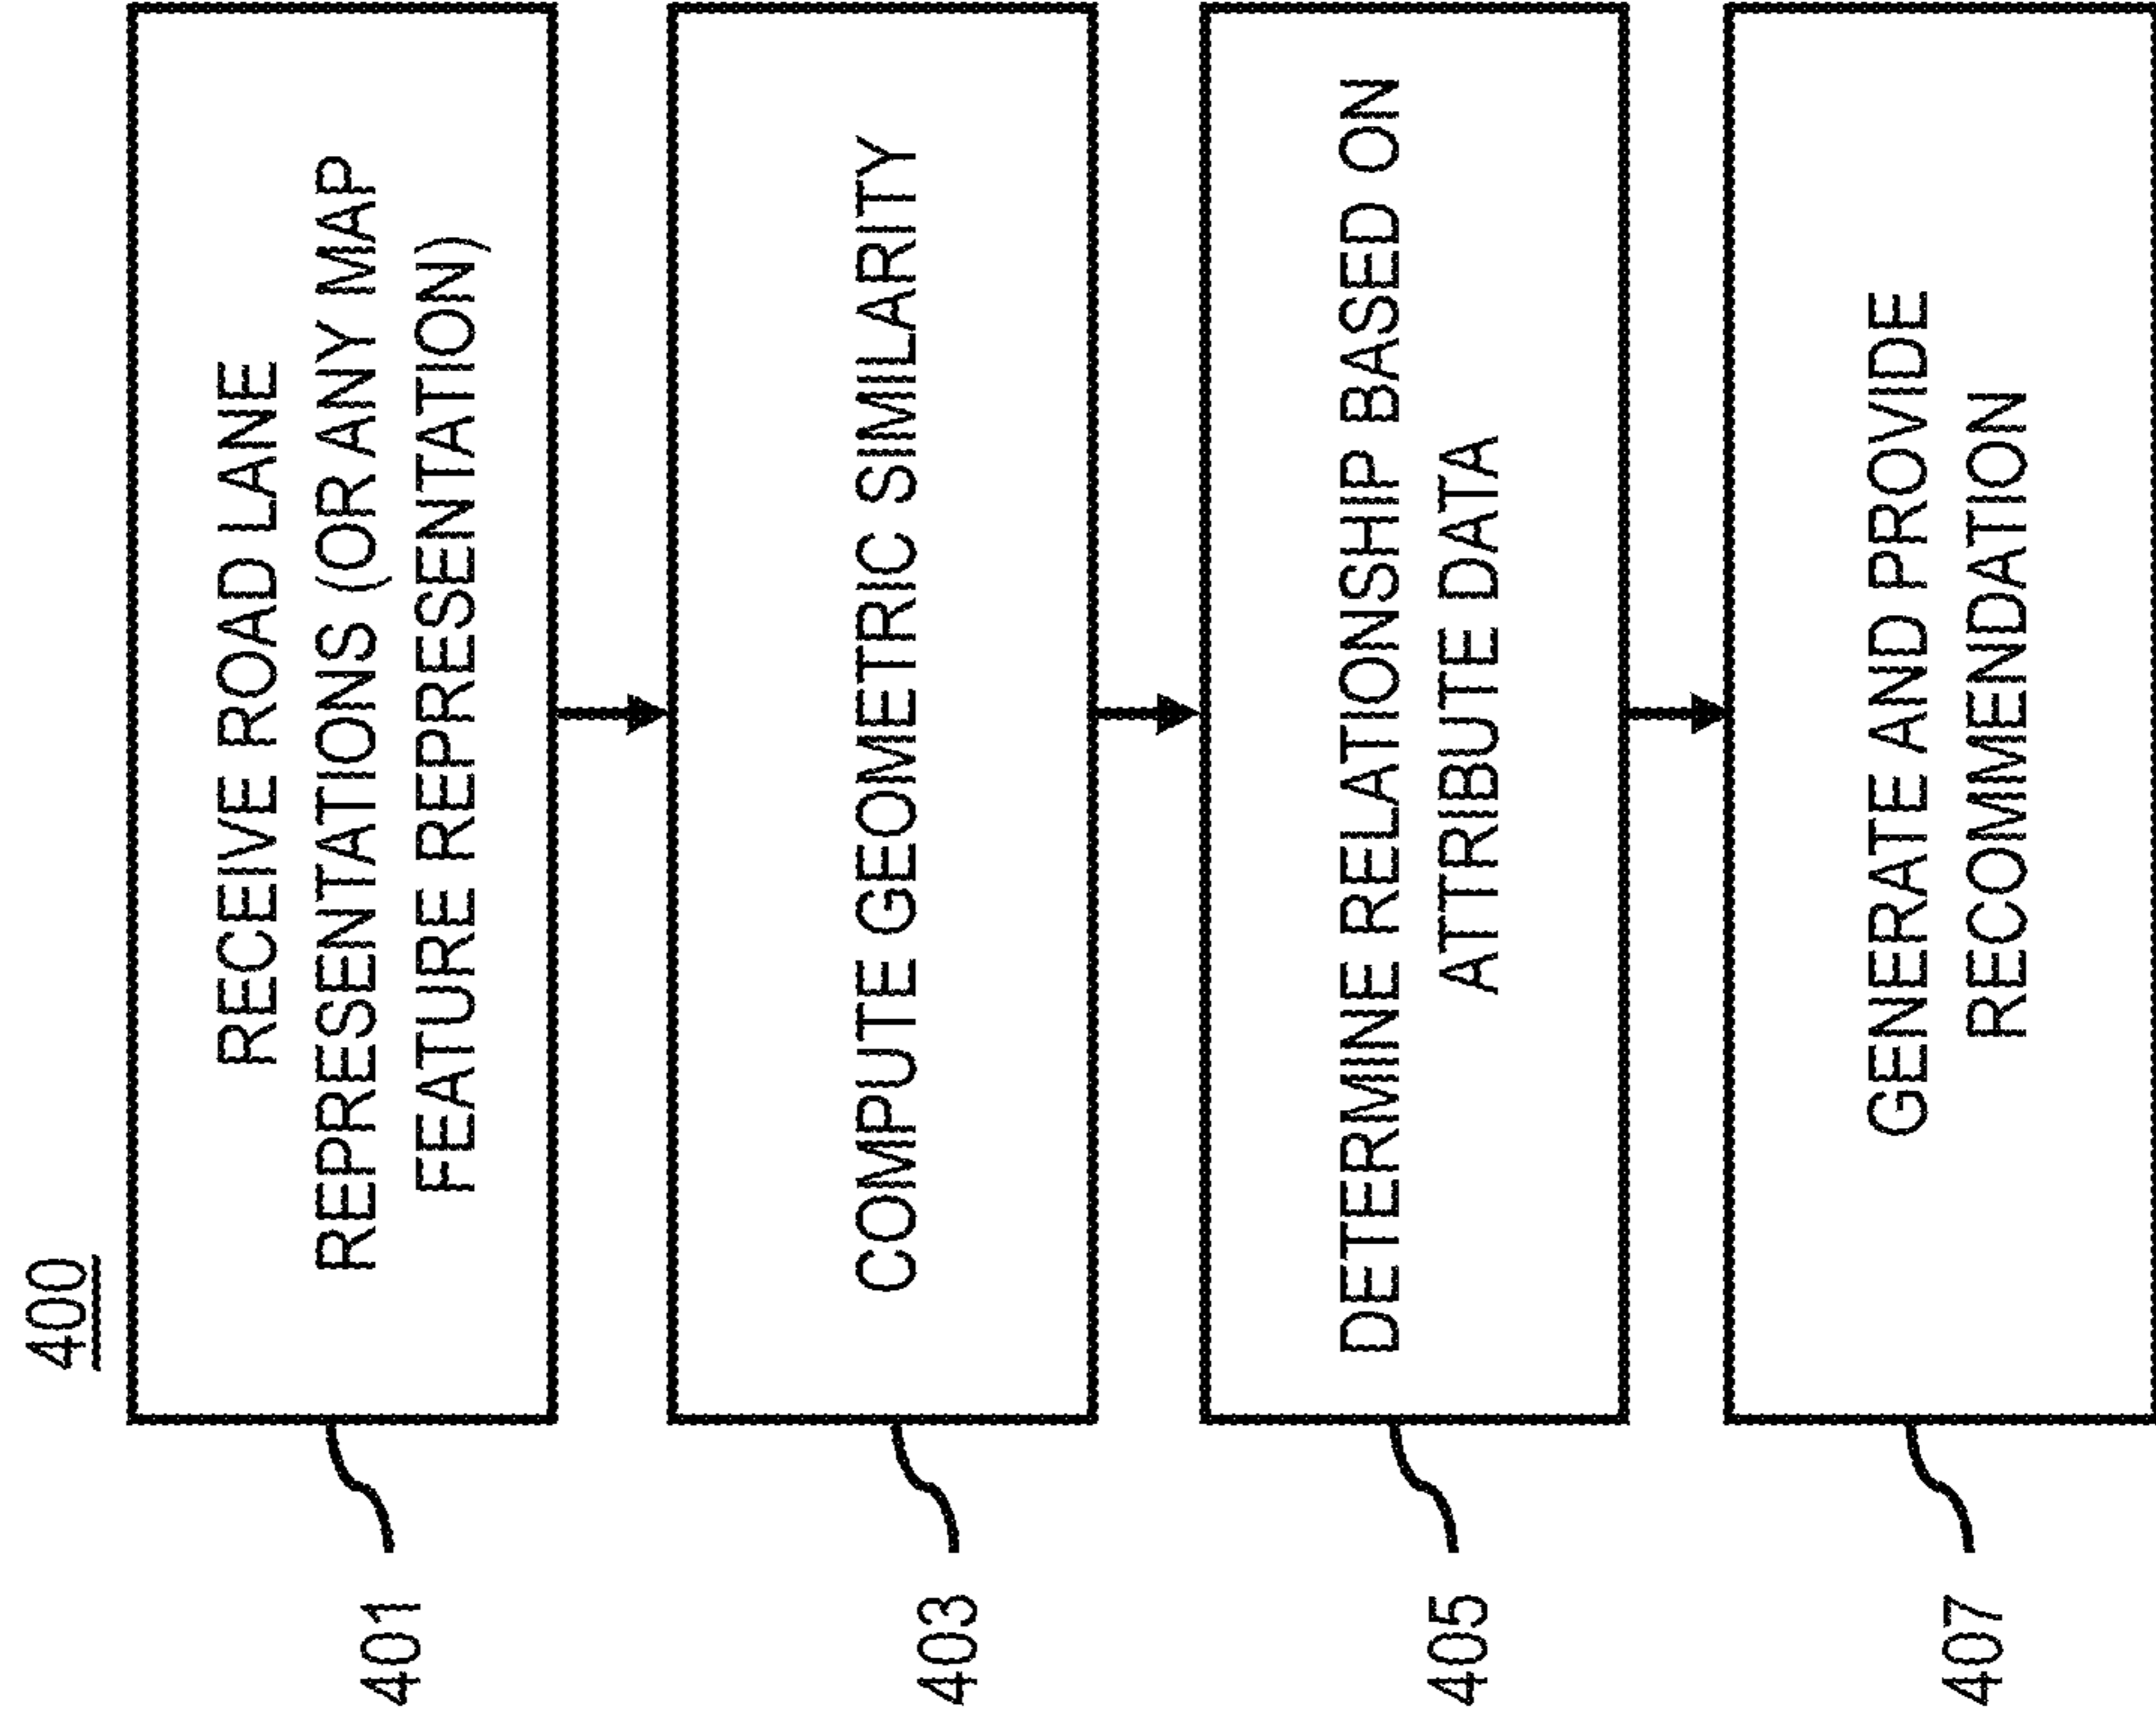 400
401
RECEIVE ROAD LANE
REPRESENTATIONS (OR ANY MAP
FEATURE REPRESENTATION)
403
COMPUTE GEOMETRIC SIMILARITY
405
DETERMINE RELATIONSHIP BASED ON
ATTRIBUTE DATA
407
GENERATE AND PROVIDE
RECOMMENDATION